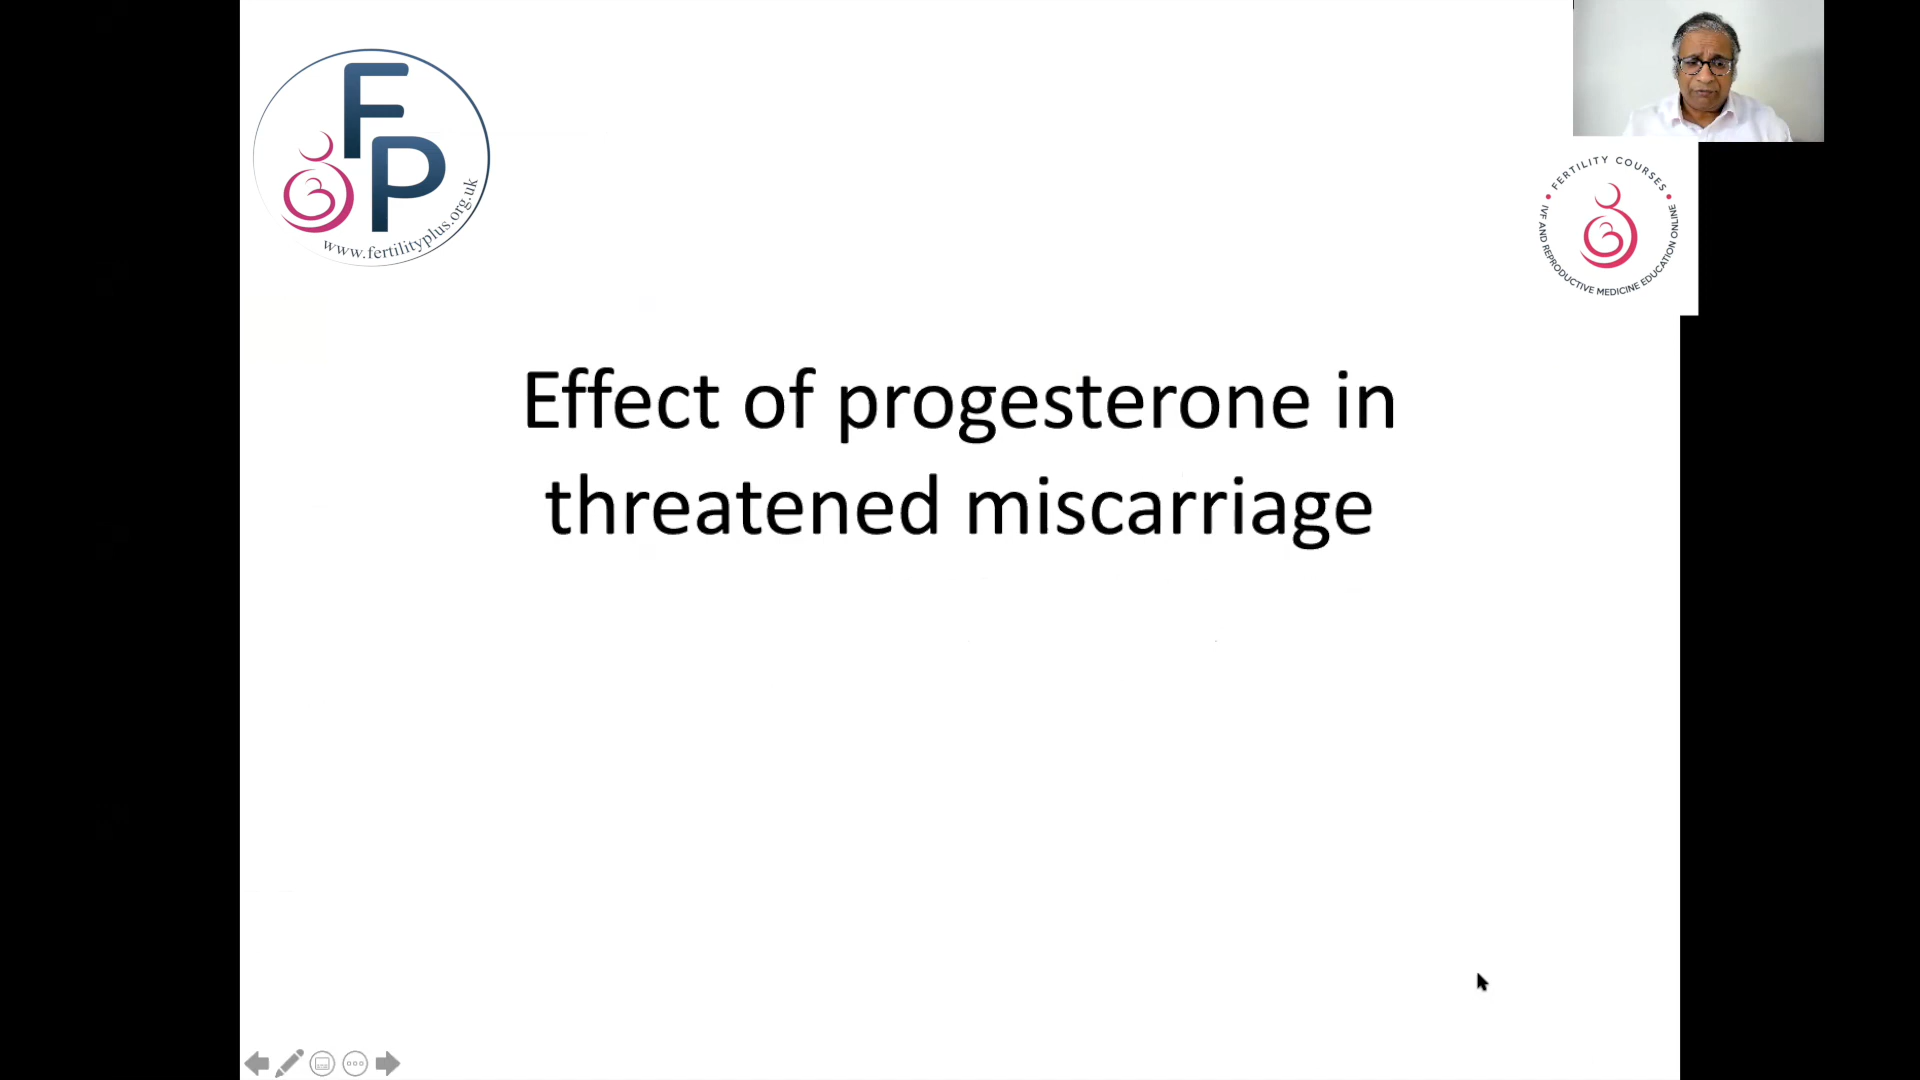 FP
www.fertilityplus.org.uk
FERTILITY COURSES
IVF AND REPRODUCTIVE MEDICINE EDUCATION ONLINE
Effect of progesterone in
threatened miscarriage